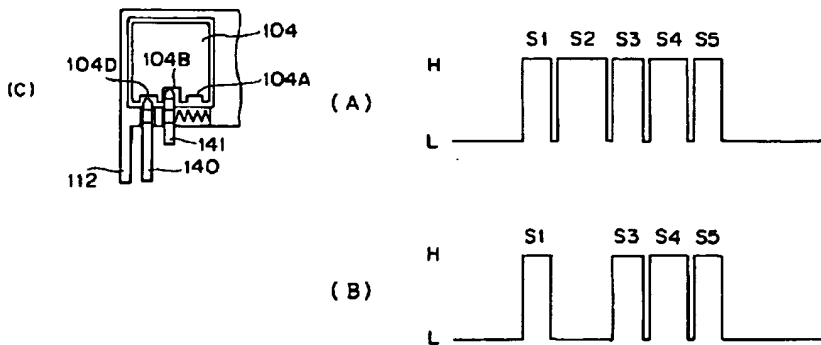 (C)
104
104B
104D
104A
141
140
112
(A)
H
L
S1 S2 S3 S4 S5
(B)
H
L
S1 S3 S4 S5